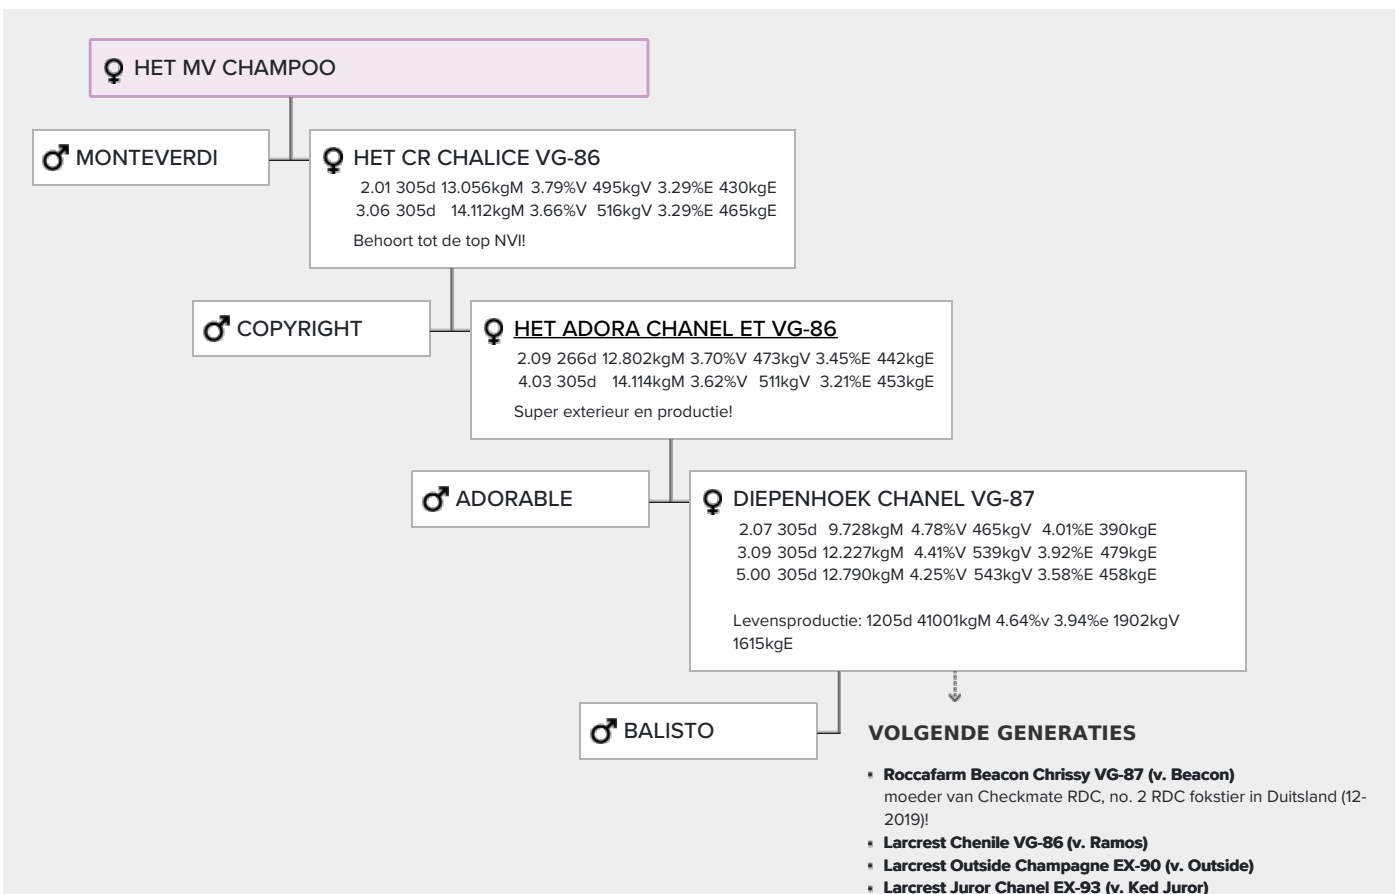 HET MV CHAMPOO
MONTEVERDI
HET CR CHALICE VG-86
2.01 305d 13.056kgM 3.79%V 495kgV 3.29%E 430kgE
3.06 305d 14.112kgM 3.66%V 516kgV 3.29%E 465kgE
Behoort tot de top NVI!
COPYRIGHT
HET ADORA CHANEL ET VG-86
2.09 266d 12.802kgM 3.70%V 473kgV 3.45%E 442kgE
4.03 305d 14.114kgM 3.62%V 511kgV 3.21%E 453kgE
Super exterieur en productie!
ADORABLE
DIEPENHOEK CHANEL VG-87
2.07 305d 9.728kgM 4.78%V 465kgV 4.01%E 390kgE
3.09 305d 12.227kgM 4.41%V 539kgV 3.92%E 479kgE
5.00 305d 12.790kgM 4.25%V 543kgV 3.58%E 458kgE
Levensproductie: 1205d 41001kgM 4.64%v 3.94%e 1902kgV
1615kgE
BALISTO
VOLGENDE GENERATIES
▪ Roccafarm Beacon Chrissy VG-87 (v. Beacon)
moeder van Checkmate RDC, no. 2 RDC fokstier in Duitsland (12-
2019)!
▪ Larcrest Chenile VG-86 (v. Ramos)
▪ Larcrest Outside Champagne EX-90 (v. Outside)
▪ Larcrest Juror Chanel EX-93 (v. Ked Juror)